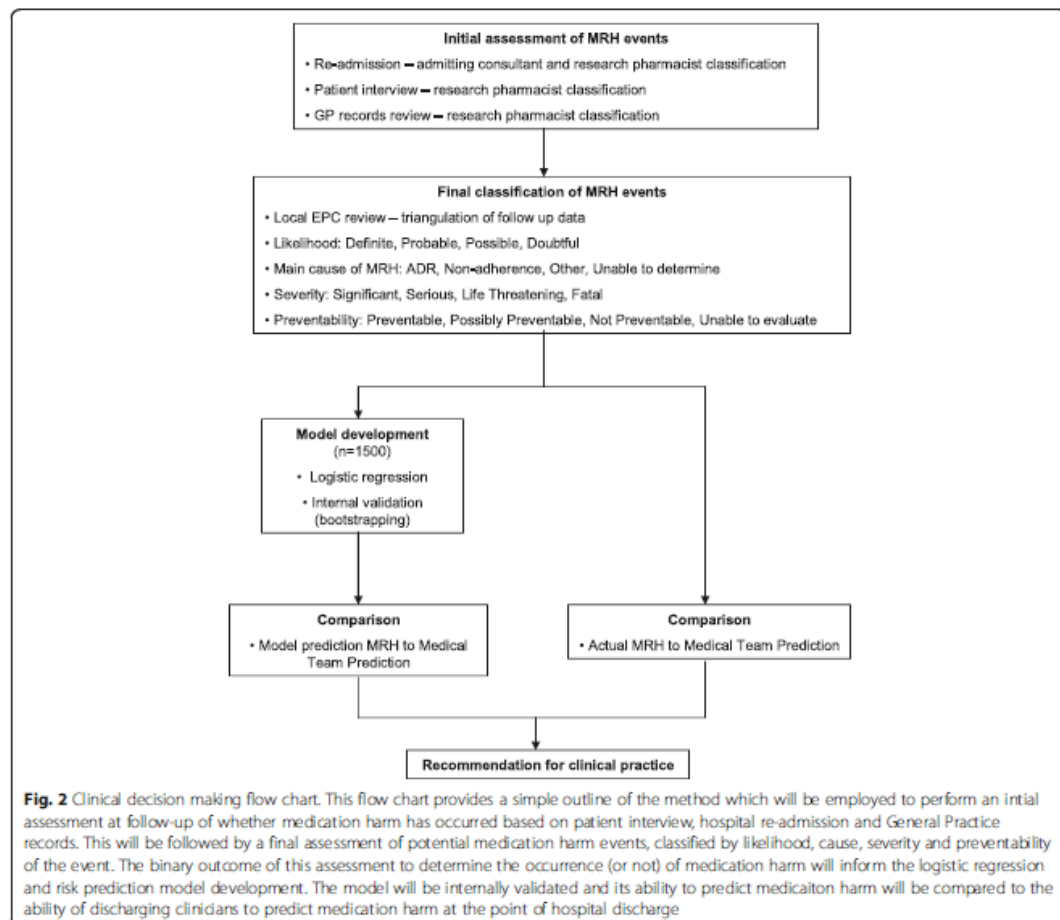 Initial assessment of MRH events
• Re-admission – admitting consultant and research pharmacist classification
• Patient interview – research pharmacist classification
• GP records review – research pharmacist classification
Final classification of MRH events
• Local EPC review – triangulation of follow up data
• Likelihood: Definite, Probable, Possible, Doubtful
• Main cause of MRH: ADR, Non-adherence, Other, Unable to determine
• Severity: Significant, Serious, Life Threatening, Fatal
• Preventability: Preventable, Possibly Preventable, Not Preventable, Unable to evaluate
Model development
(n=1500)
• Logistic regression
• Internal validation
(bootstrapping)
Comparison
• Model prediction MRH to Medical
Team Prediction
Comparison
• Actual MRH to Medical Team Prediction
Recommendation for clinical practice
Fig. 2 Clinical decision making flow chart. This flow chart provides a simple outline of the method which will be employed to perform an intial
assessment at follow-up of whether medication harm has occurred based on patient interview, hospital re-admission and General Practice
records. This will be followed by a final assessment of potential medication harm events, classified by likelihood, cause, severity and preventability
of the event. The binary outcome of this assessment to determine the occurrence (or not) of medication harm will inform the logistic regression
and risk prediction model development. The model will be internally validated and its ability to predict medicaiton harm will be compared to the
ability of discharging clinicians to predict medication harm at the point of hospital discharge